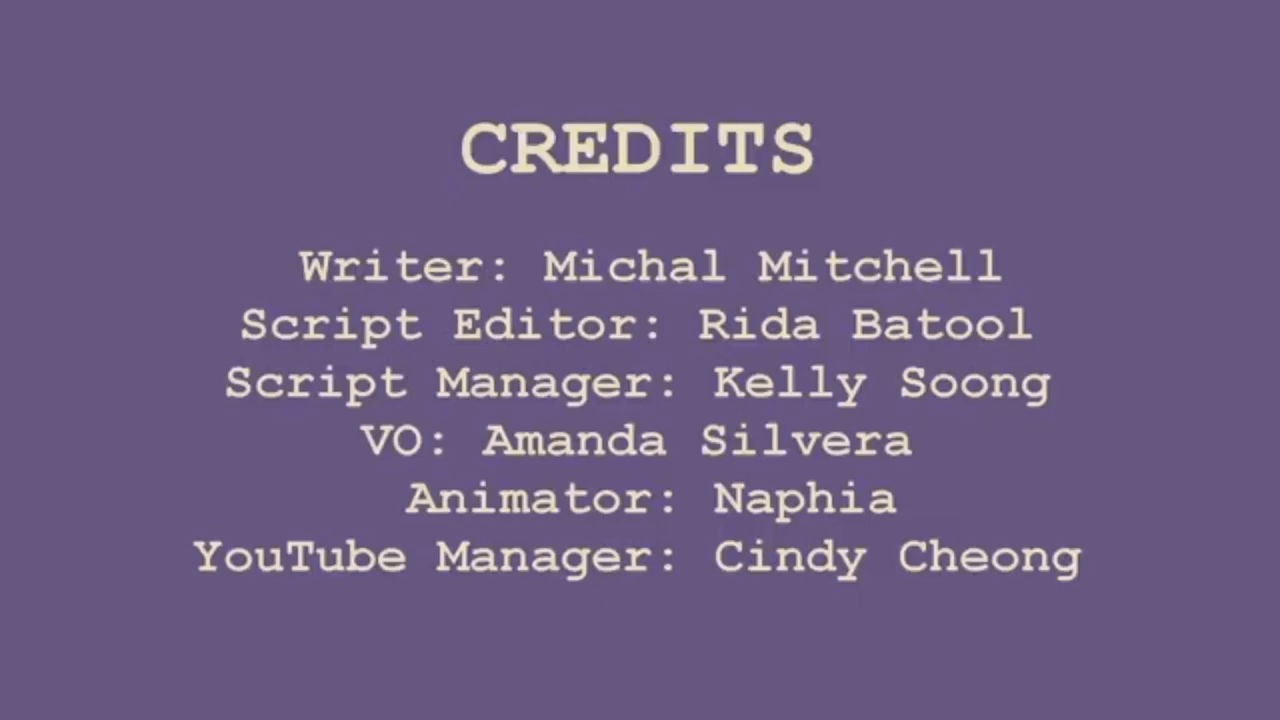 CREDITS
Writer: Michal Mitchell
Script Editor: Rida Batool
Script Manager: Kelly Soong
VO: Amanda Silvera
Animator: Naphia
YouTube Manager: Cindy Cheong